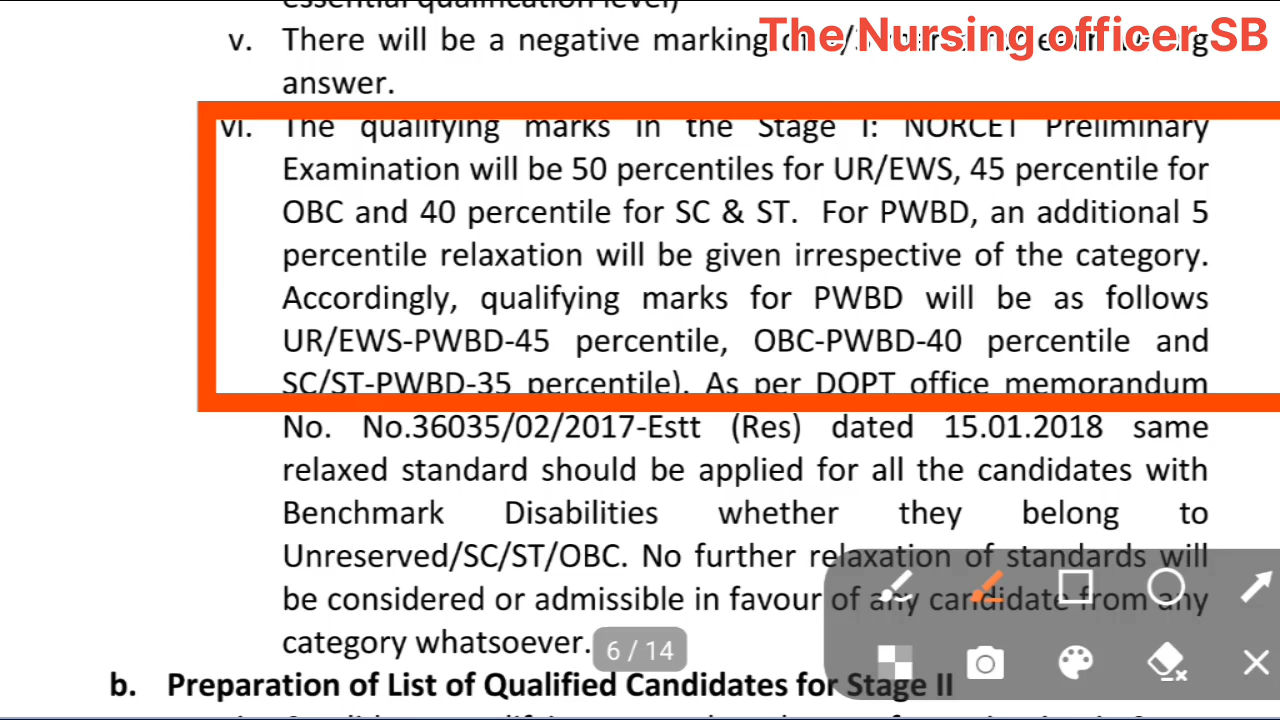 essential qualification level)
The Nursing officer SB
v. There will be a negative marking
answer.
vi. The qualifying marks in the Stage I: NORCET Preliminary
Examination will be 50 percentiles for UR/EWS, 45 percentile for
OBC and 40 percentile for SC & ST. For PWBD, an additional 5
percentile relaxation will be given irrespective of the category.
Accordingly, qualifying marks for PWBD will be as follows
UR/EWS-PWBD-45 percentile, OBC-PWBD-40 percentile and
SC/ST-PWBD-35 percentile). As per DOPT office memorandum
No. No.36035/02/2017-Estt (Res) dated 15.01.2018 same
relaxed standard should be applied for all the candidates with
Benchmark Disabilities whether they belong to
Unreserved/SC/ST/OBC. No further relaxation of standards will
be considered or admissible in favour of any candidate from any
category whatsoever.
6 / 14
b. Preparation of List of Qualified Candidates for Stage II